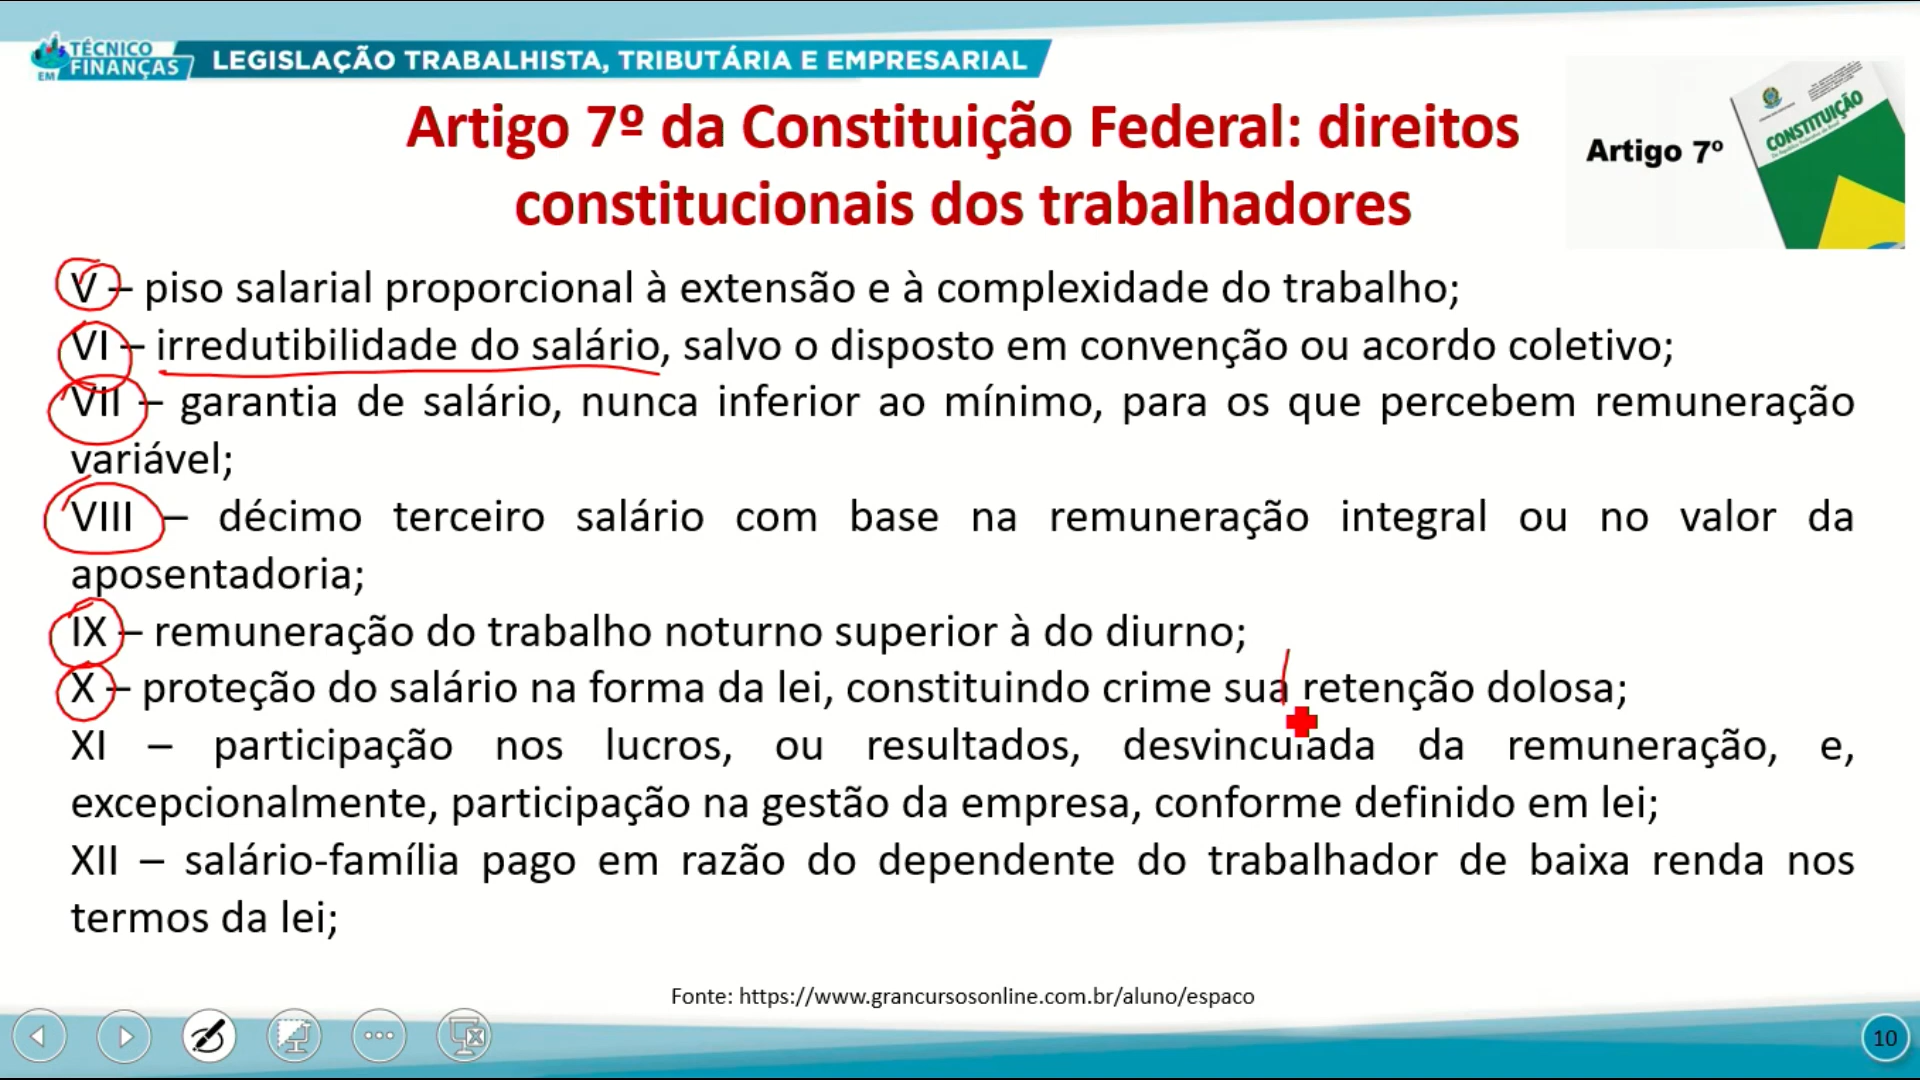 TÉCNICO
EM FINANÇAS
LEGISLAÇÃO TRABALHISTA, TRIBUTÁRIA E EMPRESARIAL
Artigo 7º da Constituição Federal: direitos
constitucionais dos trabalhadores
Artigo 7º
CONSTITUIÇÃO
V – piso salarial proporcional à extensão e à complexidade do trabalho;
VI – irredutibilidade do salário, salvo o disposto em convenção ou acordo coletivo;
VII – garantia de salário, nunca inferior ao mínimo, para os que percebem remuneração
variável;
VIII – décimo terceiro salário com base na remuneração integral ou no valor da
aposentadoria;
IX – remuneração do trabalho noturno superior à do diurno;
X – proteção do salário na forma da lei, constituindo crime sua retenção dolosa;
XI – participação nos lucros, ou resultados, desvinculada da remuneração, e,
excepcionalmente, participação na gestão da empresa, conforme definido em lei;
XII – salário-família pago em razão do dependente do trabalhador de baixa renda nos
termos da lei;
Fonte: https://www.grancursosonline.com.br/aluno/espaco
10